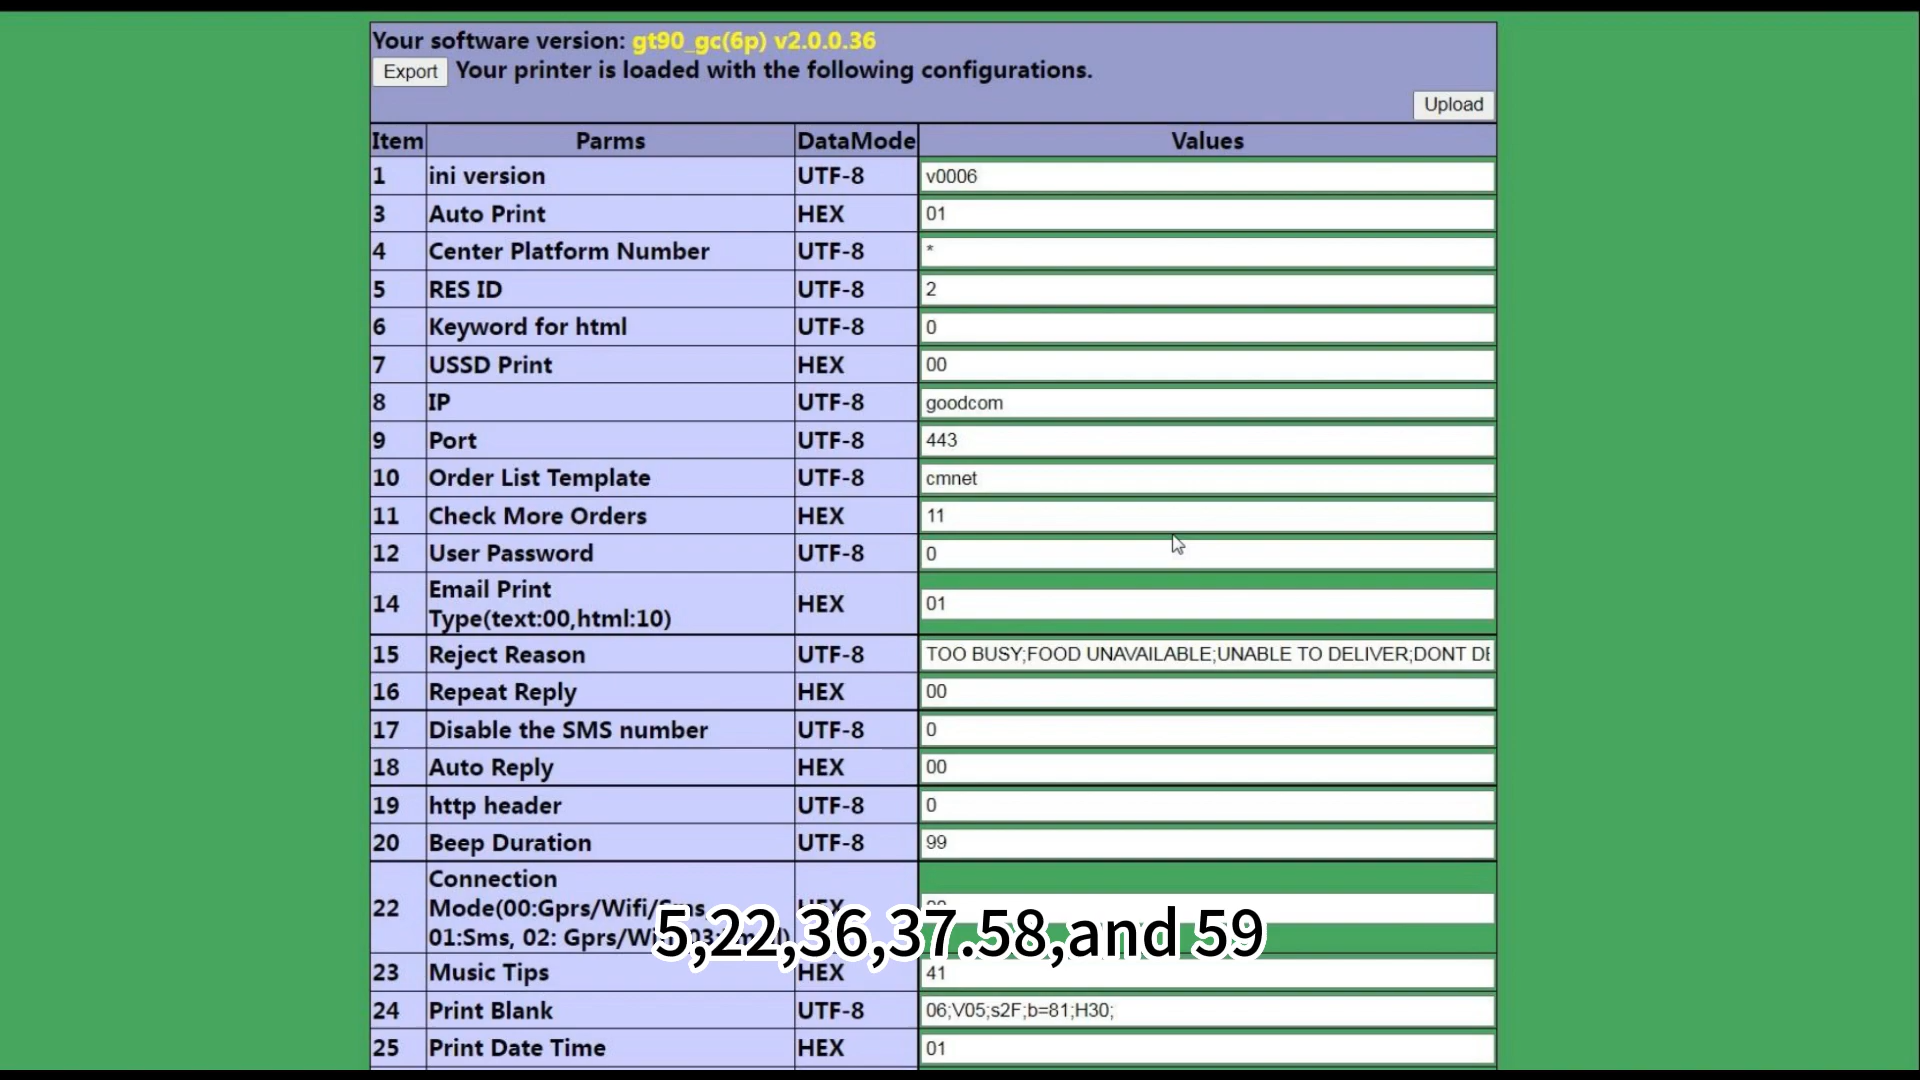 Your software version: gt90_gc(6p) v2.0.0.36
Export Your printer is loaded with the following configurations.
Upload
Item Parms DataMode Values
1 ini version UTF-8 v0006
3 Auto Print HEX 01
4 Center Platform Number UTF-8 *
5 RES ID UTF-8 2
6 Keyword for html UTF-8 0
7 USSD Print HEX 00
8 IP UTF-8 goodcom
9 Port UTF-8 443
10 Order List Template UTF-8 cmnet
11 Check More Orders HEX 11
12 User Password UTF-8 0
14 Email Print Type(text:00,html:10) HEX 01
15 Reject Reason UTF-8 TOO BUSY;FOOD UNAVAILABLE;UNABLE TO DELIVER;DONT DE
16 Repeat Reply HEX 00
17 Disable the SMS number UTF-8 0
18 Auto Reply HEX 00
19 http header UTF-8 0
20 Beep Duration UTF-8 99
Connection
22 Mode(00:Gprs/Wifi/Sms, HEX
01:Sms, 02: Gprs/Wifi
5,22,36,37.58,and 59
23 Music Tips HEX 41
24 Print Blank UTF-8 06;V05;s2F;b=81;H30;
25 Print Date Time HEX 01